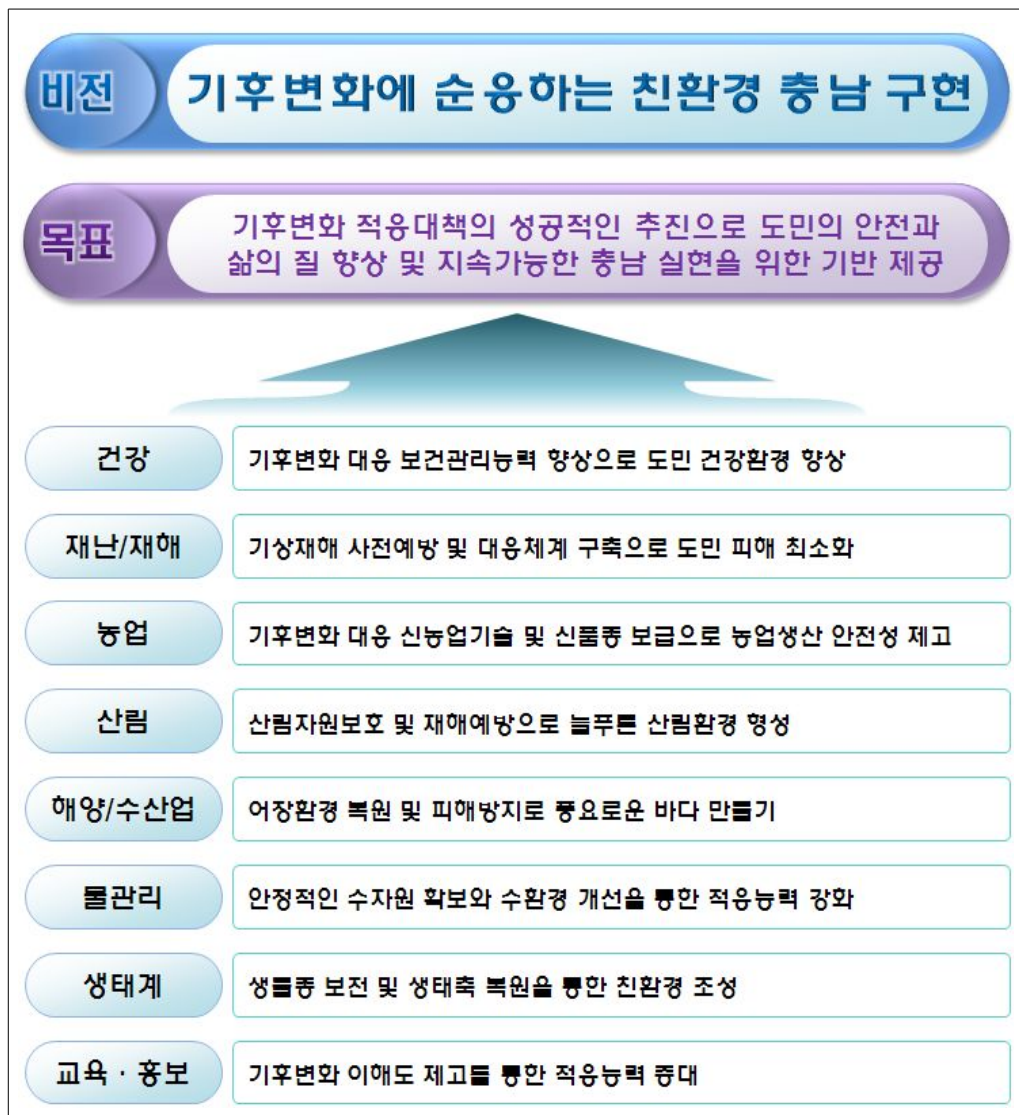 비전
기후변화에 순응하는 친환경 충남 구현
목표
기후변화 적응대책의 성공적인 추진으로 도민의 안전과
삶의 질 향상 및 지속가능한 충남 실현을 위한 기반 제공
건강
기후변화 대응 보건관리능력 향상으로 도민 건강환경 향상
재난/재해
기상재해 사전예방 및 대응체계 구축으로 도민 피해 최소화
농업
기후변화 대응 신농업기술 및 신품종 보급으로 농업생산 안전성 제고
산림
산림자원보호 및 재해예방으로 늘푸른 산림환경 형성
해양/수산업
어장환경 복원 및 피해방지로 풍요로운 바다 만들기
물관리
안정적인 수자원 확보와 수환경 개선을 통한 적응능력 강화
생태계
생물종 보전 및 생태축 복원을 통한 친환경 조성
교육 · 홍보
기후변화 이해도 제고를 통한 적응능력 증대